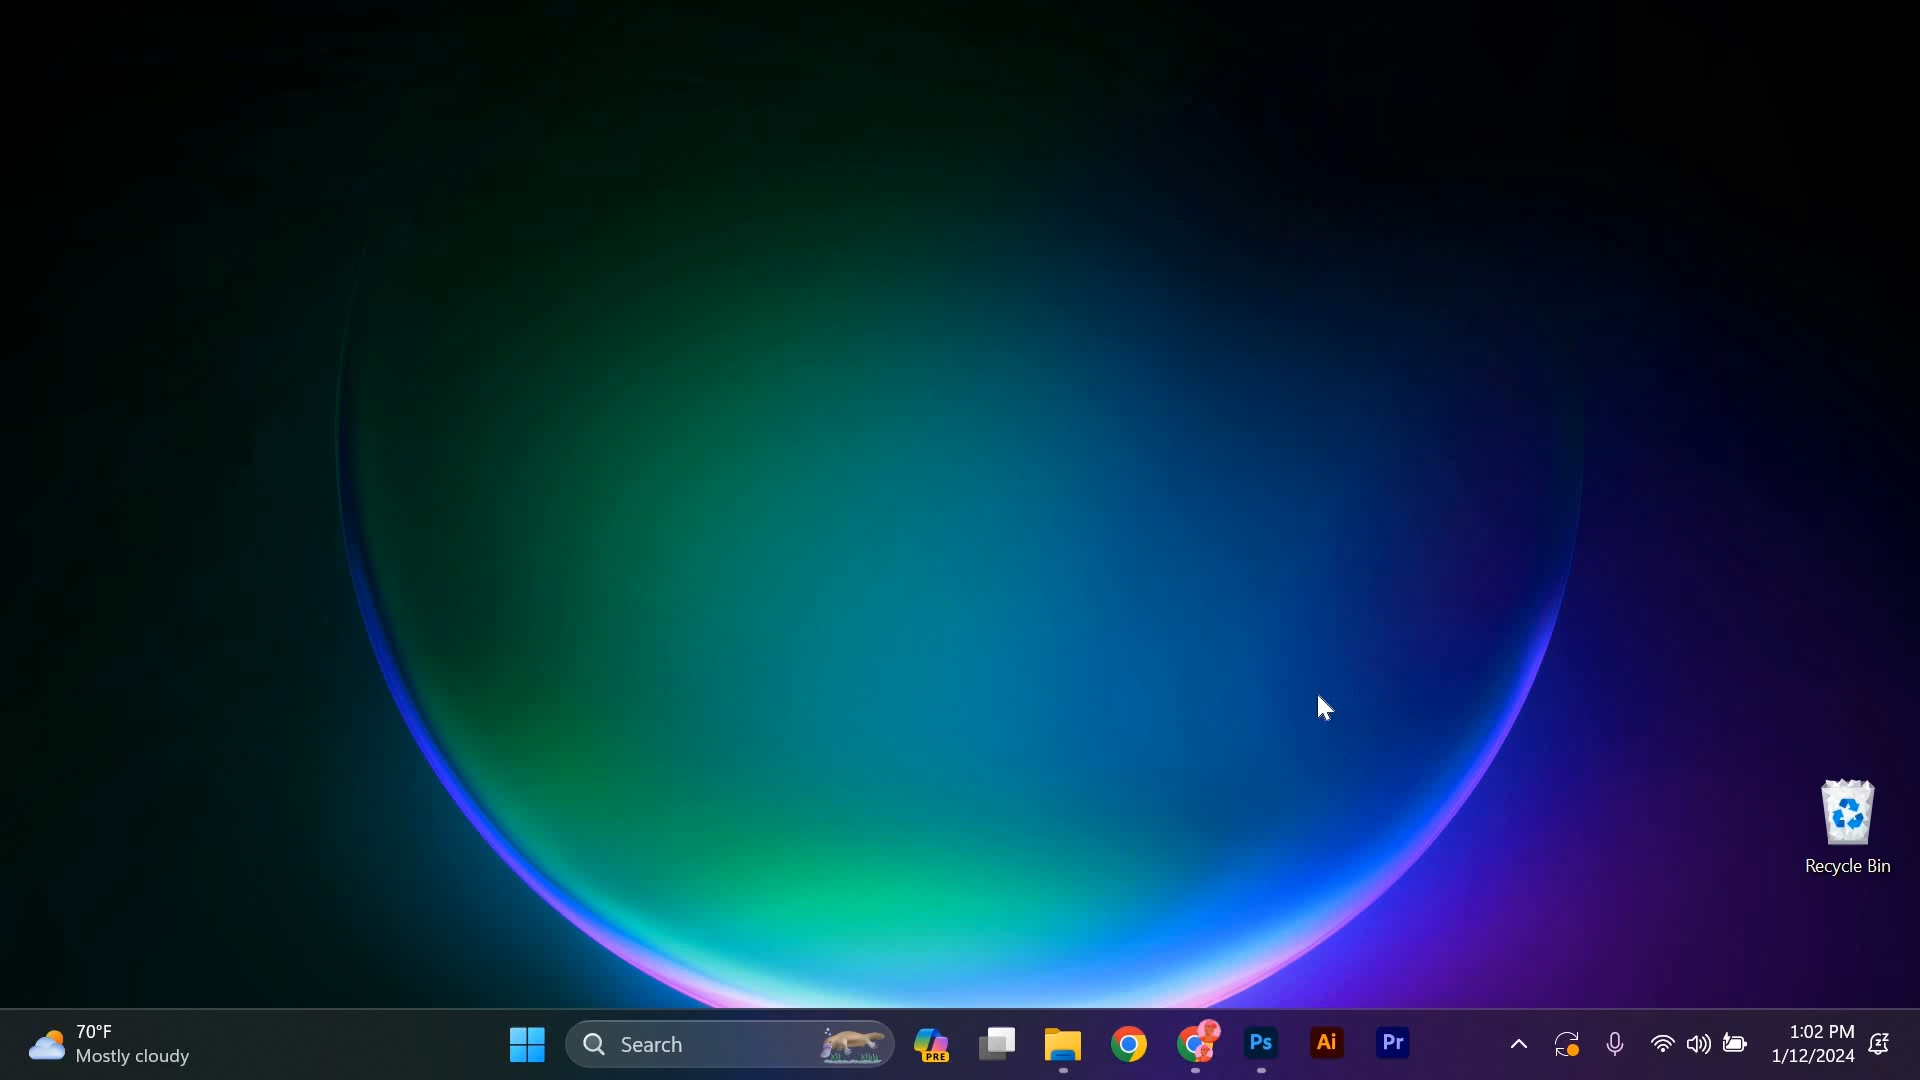 Recycle Bin
70°F
Mostly cloudy
Search
PRE
Ps
Ai
Pr
1:02 PM
1/12/2024